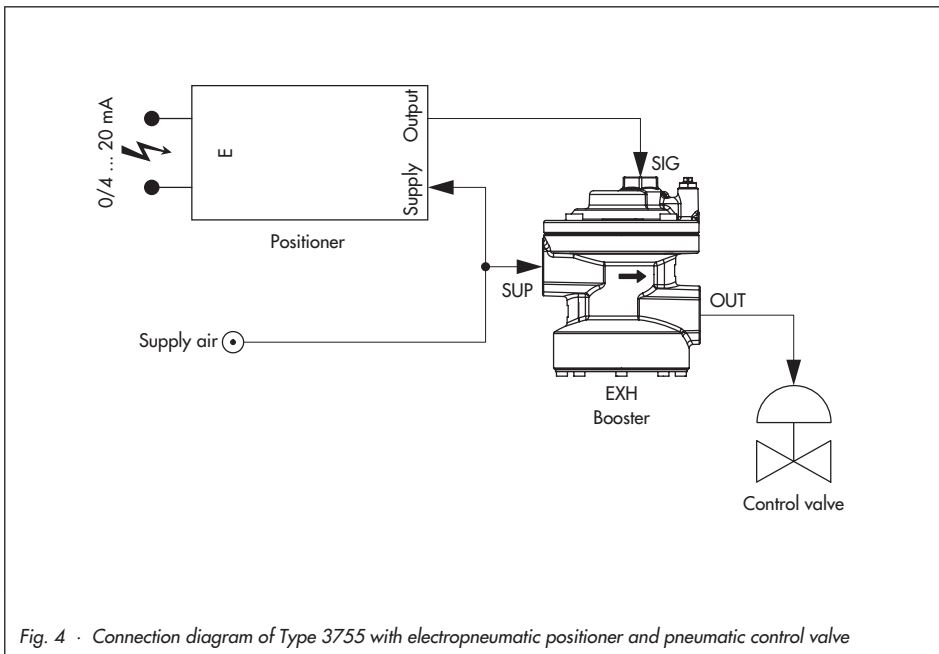 0/4 ... 20 mA
E
Output
Supply
Positioner
SIG
SUP
OUT
Supply air
EXH
Booster
Control valve
Fig. 4 · Connection diagram of Type 3755 with electropneumatic positioner and pneumatic control valve